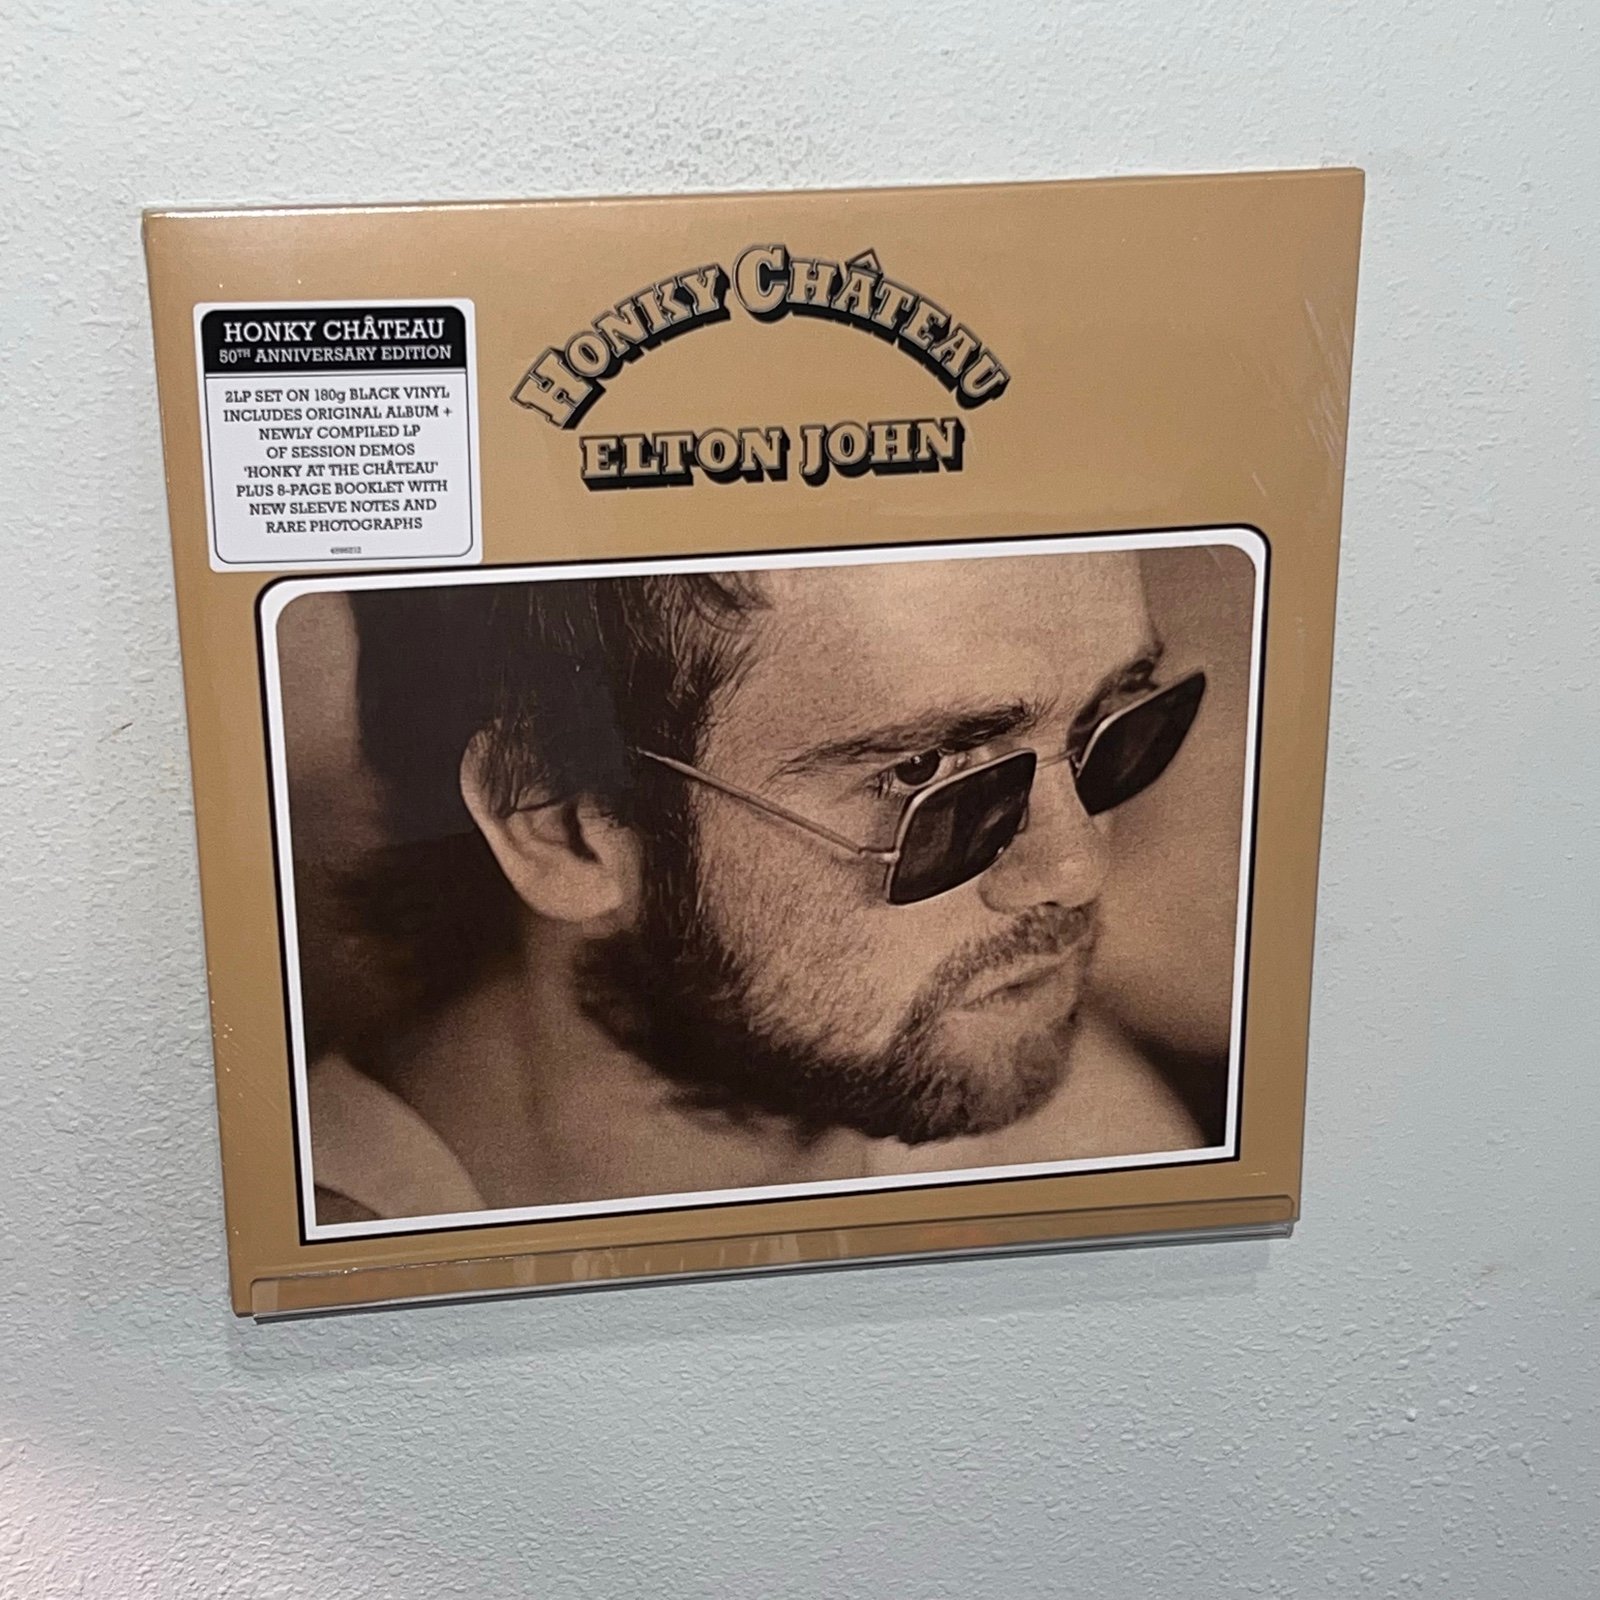 HONKY CHÂTEAU
ELTON JOHN
HONKY CHÂTEAU
50TH ANNIVERSARY EDITION
2LP SET ON 180g BLACK VINYL
INCLUDES ORIGINAL ALBUM +
NEWLY COMPILED LP
OF SESSION DEMOS
'HONKY AT THE CHÂTEAU'
PLUS 8-PAGE BOOKLET WITH
NEW SLEEVE NOTES AND
RARE PHOTOGRAPHS